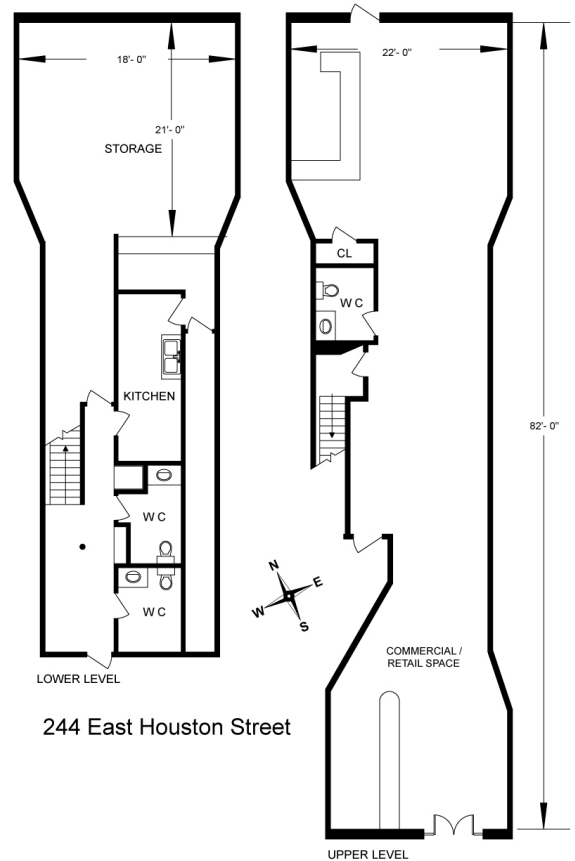 18'- 0"
21'- 0"
STORAGE
KITCHEN
W C
W C
LOWER LEVEL
22'- 0"
CL
W C
82'- 0"
N
E
W
S
COMMERCIAL /
RETAIL SPACE
UPPER LEVEL
244 East Houston Street